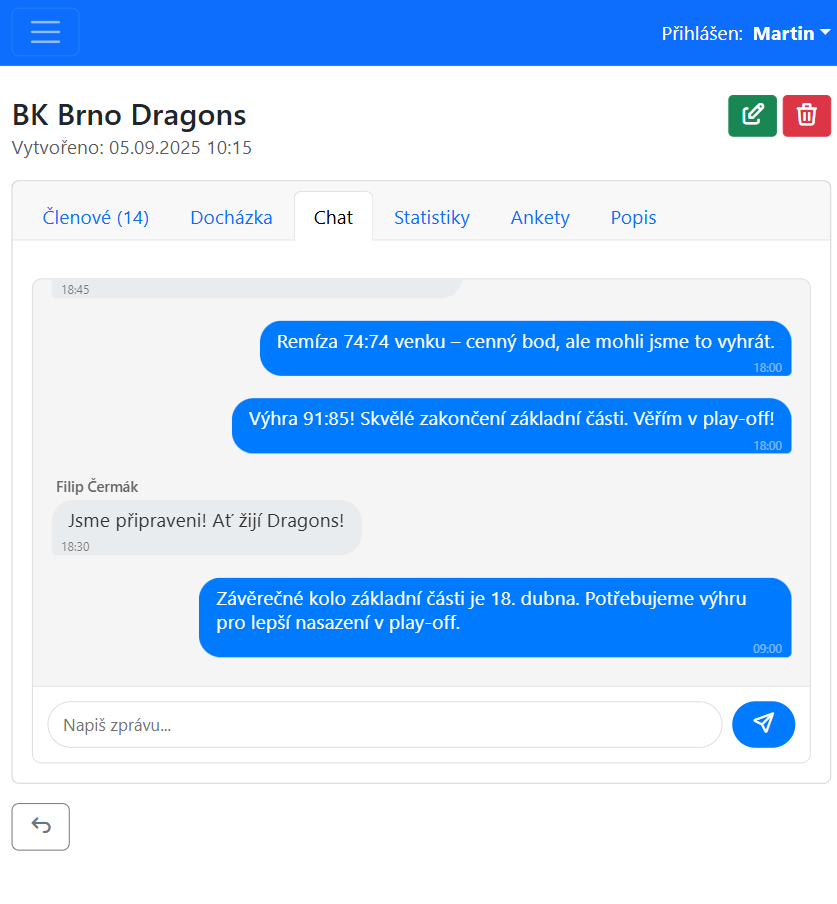 Přihlášen: Martin
BK Brno Dragons
Vytvořeno: 05.09.2025 10:15
Členové (14) Docházka Chat Statistiky Ankety Popis
18:45
Remíza 74:74 venku – cenný bod, ale mohli jsme to vyhrát.
18:00
Výhra 91:85! Skvělé zakončení základní části. Věřím v play-off!
18:00
Filip Čermák
Jsme připraveni! Ať žijí Dragons!
18:30
Závěrečné kolo základní části je 18. dubna. Potřebujeme výhru
pro lepší nasazení v play-off.
09:00
Napiš zprávu...